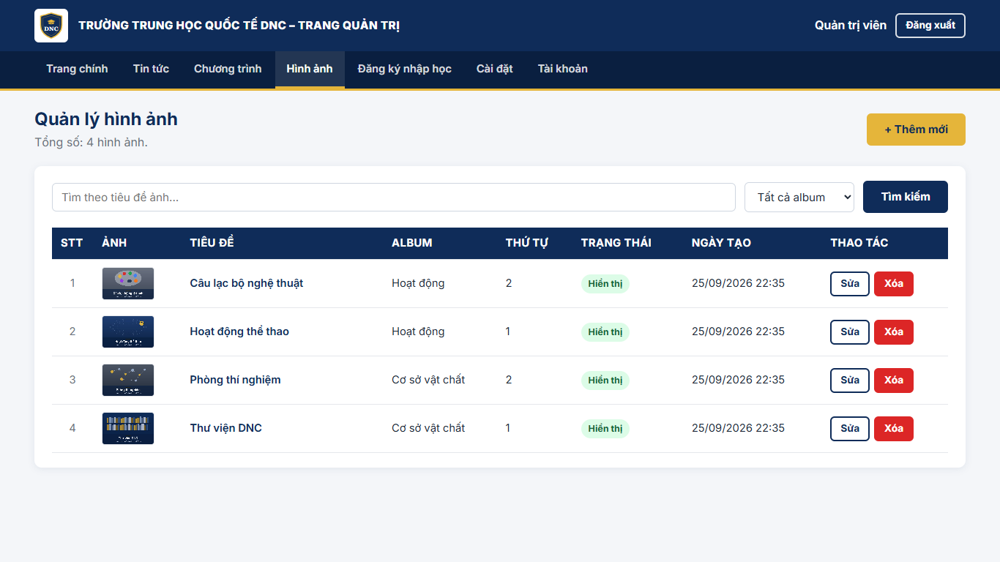 DNC
TRƯỜNG TRUNG HỌC QUỐC TẾ DNC – TRANG QUẢN TRỊ
Quản trị viên
Đăng xuất
Trang chính
Tin tức
Chương trình
Hình ảnh
Đăng ký nhập học
Cài đặt
Tài khoản
Quản lý hình ảnh
Tổng số: 4 hình ảnh.
+ Thêm mới
Tìm theo tiêu đề ảnh...
Tất cả album
Tìm kiếm
STT ẢNH TIÊU ĐỀ ALBUM THỨ TỰ TRẠNG THÁI NGÀY TẠO THAO TÁC
1 Câu lạc bộ nghệ thuật Hoạt động 2 Hiển thị 25/09/2026 22:35 Sửa Xóa
2 Hoạt động thể thao Hoạt động 1 Hiển thị 25/09/2026 22:35 Sửa Xóa
3 Phòng thí nghiệm Cơ sở vật chất 2 Hiển thị 25/09/2026 22:35 Sửa Xóa
4 Thư viện DNC Cơ sở vật chất 1 Hiển thị 25/09/2026 22:35 Sửa Xóa